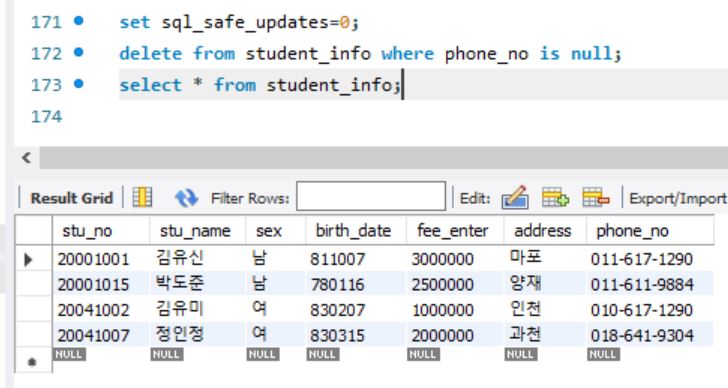 171 set sql_safe_updates=0;
172 delete from student_info where phone_no is null;
173 select * from student_info;
174
Result Grid Filter Rows: Edit: Export/Import
stu_no stu_name sex birth_date fee_enter address phone_no
20001001 김유신 남 811007 3000000 마포 011-617-1290
20001015 박도준 남 780116 2500000 양재 011-611-9884
20041002 김유미 여 830207 1000000 인천 010-617-1290
20041007 정인정 여 830315 2000000 과천 018-641-9304
NULL NULL NULL NULL NULL NULL NULL